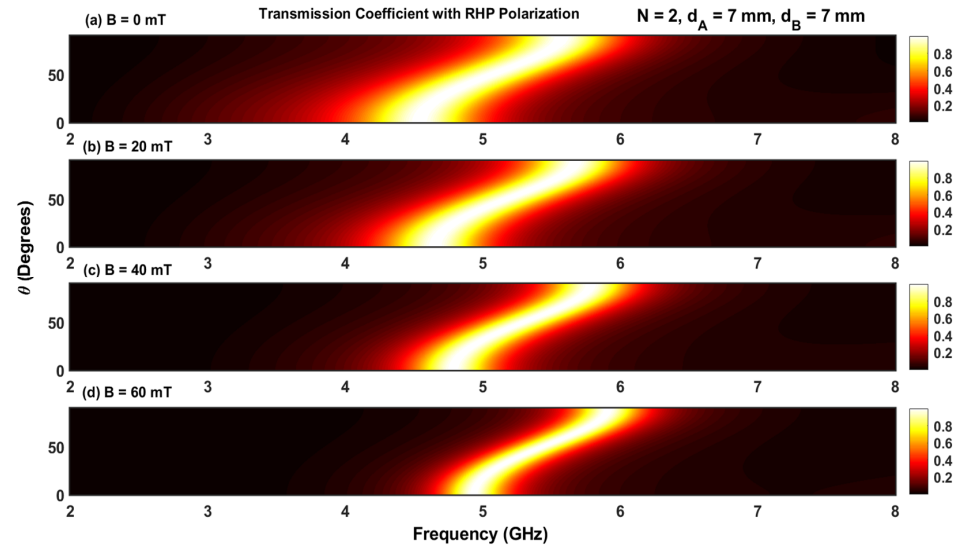 (a) B = 0 mT
Transmission Coefficient with RHP Polarization
N = 2, d_A = 7 mm, d_B = 7 mm
50
0
2 3 4 5 6 7 8
0.8
0.6
0.4
0.2
(b) B = 20 mT
50
0
2 3 4 5 6 7 8
0.8
0.6
0.4
0.2
θ (Degrees)
(c) B = 40 mT
50
0
2 3 4 5 6 7 8
0.8
0.6
0.4
0.2
(d) B = 60 mT
50
0
2 3 4 5 6 7 8
0.8
0.6
0.4
0.2
Frequency (GHz)